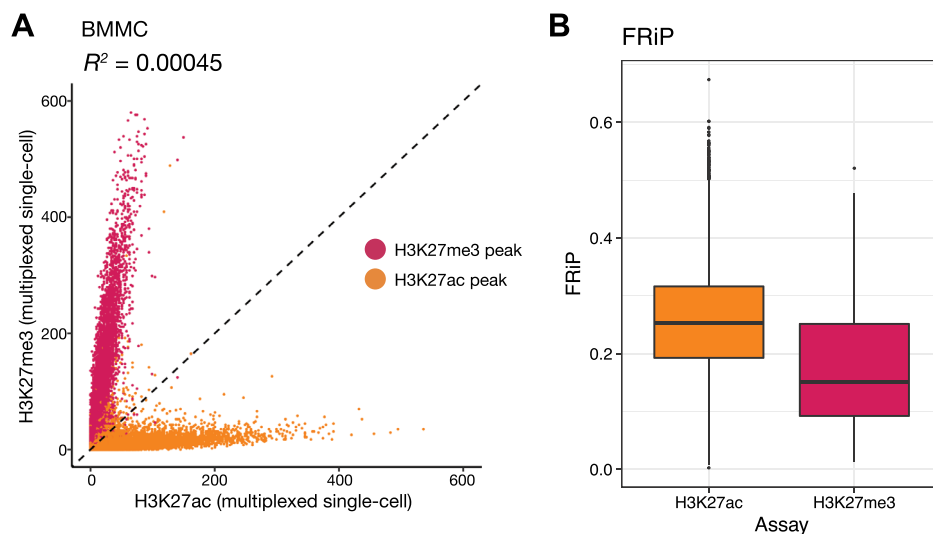 A
BMMC
R² = 0.00045
600
400
200
0
H3K27me3 (multiplexed single-cell)
H3K27me3 peak
H3K27ac peak
0
200
400
600
H3K27ac (multiplexed single-cell)
B
FRiP
0.6
0.4
0.2
0.0
FRiP
H3K27ac
H3K27me3
Assay